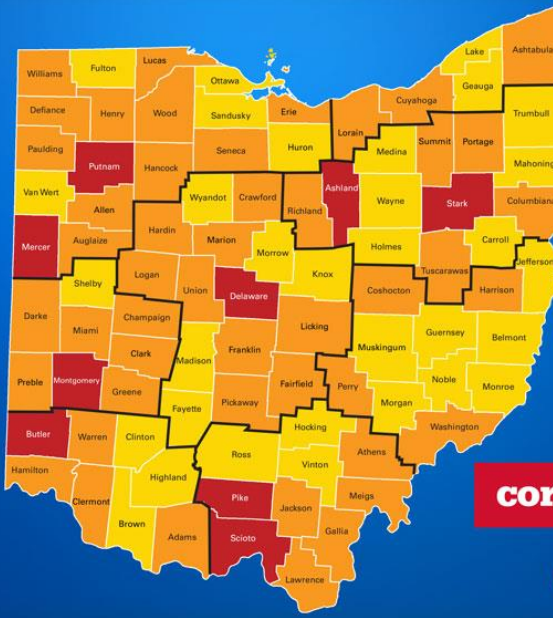 Lake
Ashtabula
Williams
Fulton
Lucas
Ottawa
Geauga
Defiance
Henry
Wood
Sandusky
Erie
Cuyahoga
Trumbull
Lorain
Medina
Summit
Portage
Paulding
Putnam
Hancock
Seneca
Huron
Mahoning
Van Wert
Allen
Wyandot
Crawford
Richland
Ashland
Wayne
Stark
Columbiana
Mercer
Auglaize
Hardin
Marion
Morrow
Holmes
Carroll
Jefferson
Shelby
Logan
Union
Delaware
Knox
Coshocton
Tuscarawas
Harrison
Darke
Miami
Champaign
Clark
Madison
Franklin
Licking
Muskingum
Guernsey
Belmont
Preble
Montgomery
Greene
Fayette
Pickaway
Fairfield
Perry
Morgan
Noble
Monroe
Butler
Warren
Clinton
Ross
Hocking
Athens
Washington
Hamilton
Clermont
Highland
Vinton
Brown
Adams
Pike
Scioto
Jackson
Meigs
Gallia
Lawrence